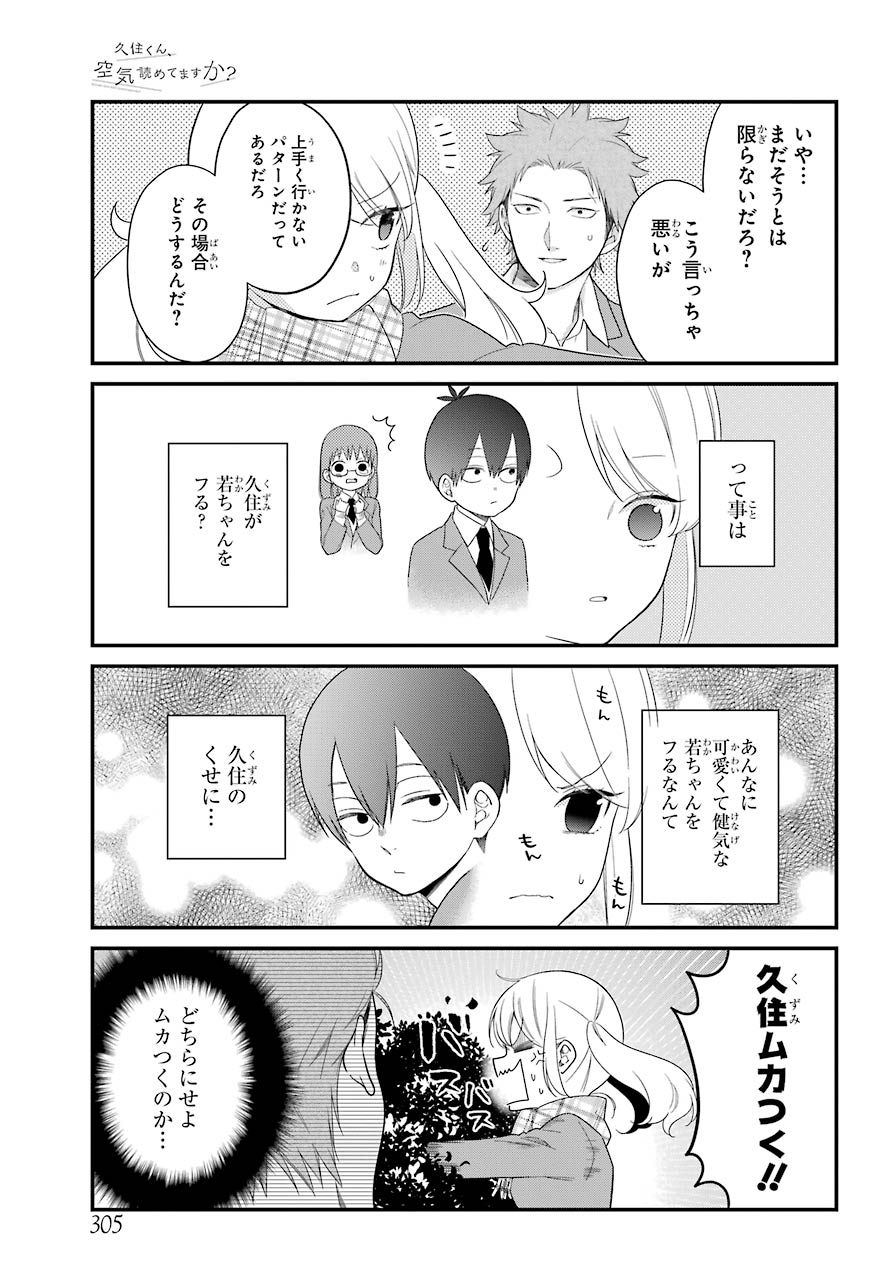 久住くん、
空気読めてますか?
いや…
まだそうとは
限らないだろ?
こう言っちゃ
悪いが
上手く行かない
パターンだって
あるだろ
その場合
どうするんだ?
って事は
久住が
若ちゃんを
フる?
あんなに
可愛くて健気な
若ちゃんを
フるなんて
もん
もん
もん
久住の
くせに…
久住ムカつく!!
バス
バス
バス
どちらにせよ
ムカつくのか…
305